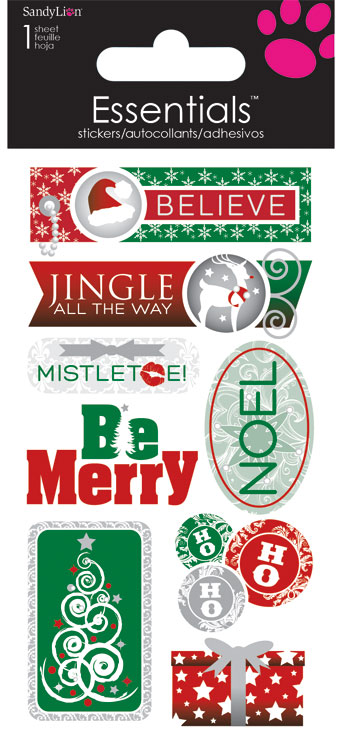 SandyLion
1 sheet
feuille
hoja
Essentials™
stickers/autocollants/adhesivos
BELIEVE
JINGLE
ALL THE WAY
MISTLETOE!
NOEL
Be
Merry
HO
HO
HO